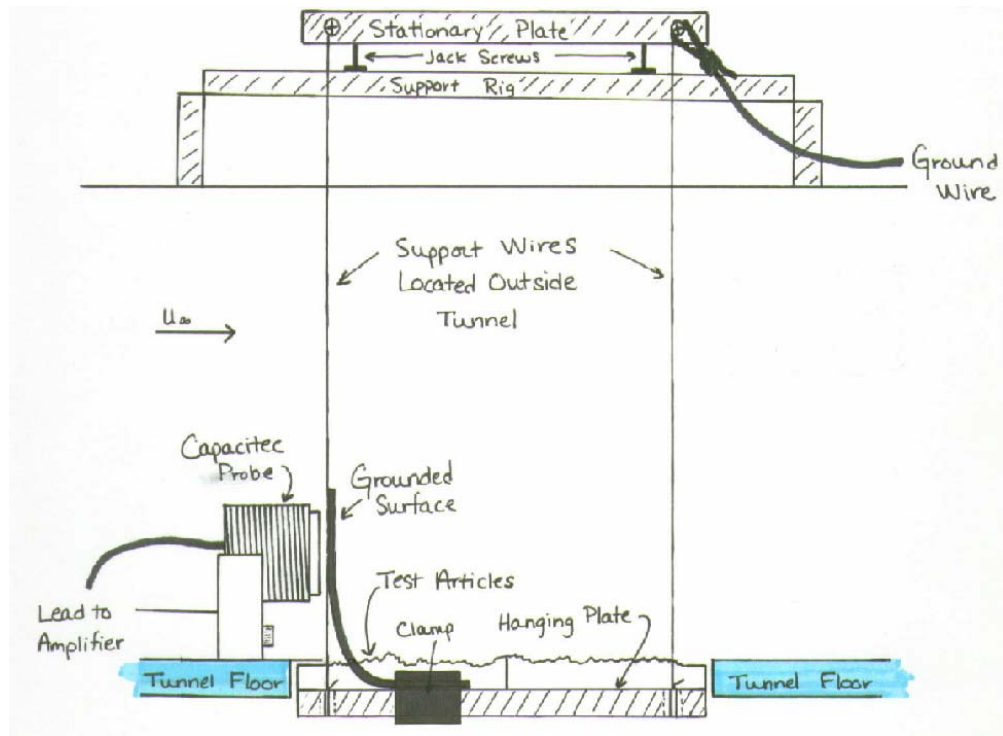 Stationary Plate
Jack Screws
Support Rig
Ground
Wire
Support Wires
Located Outside
Tunnel
U∞
Capacitec
Probe
Grounded
Surface
Test Articles
Clamp
Hanging Plate
Lead to
Amplifier
Tunnel Floor
Tunnel Floor